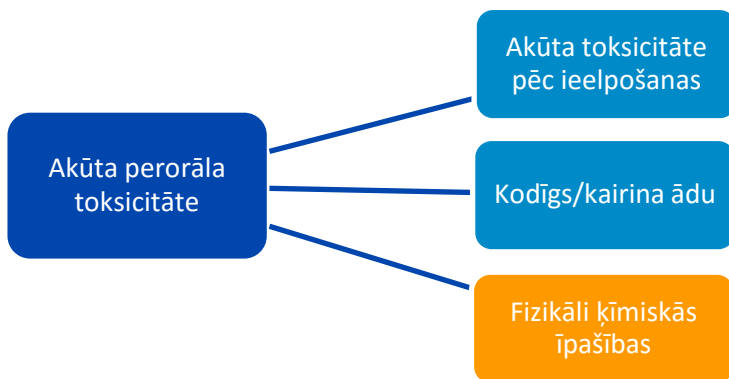 Akūta perorāla
toksicitāte
Akūta toksicitāte
pēc ieelpošanas
Kodīgs/kairina ādu
Fizikāli ķīmiskās
īpašības